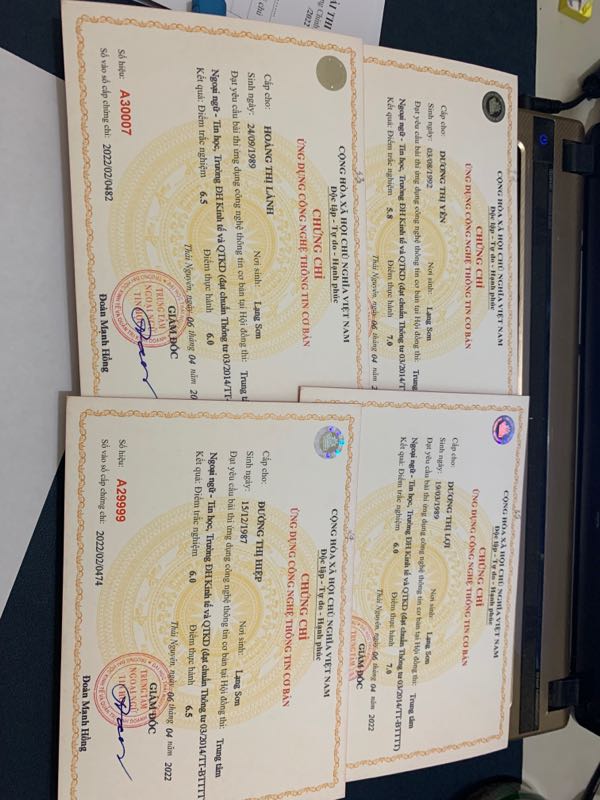 CỘNG HÒA XÃ HỘI CHỦ NGHĨA VIỆT NAM
Độc lập - Tự do - Hạnh phúc
CHỨNG CHỈ
ỨNG DỤNG CÔNG NGHỆ THÔNG TIN CƠ BẢN
Cấp cho: HOÀNG THỊ LÀNH
Sinh ngày: 24/09/1989 Nơi sinh: Lạng Sơn
Đạt yêu cầu bài thi ứng dụng công nghệ thông tin cơ bản tại Hội đồng thi: Trung tâm
Ngoại ngữ - Tin học, Trường ĐH Kinh tế và QTKD (đạt chuẩn Thông tư 03/2014/TT-
Kết quả: Điểm trắc nghiệm 6.5 Điểm thực hành 6.0
Thái Nguyên, ngày 06 tháng 04
GIÁM ĐỐC
TRUNG TÂM
NGOẠI NGỮ
TIN HỌC
Số hiệu: A30007
Số vào sổ cấp chứng chỉ: 2022/02/0482
Đoàn Mạnh Hồng
CỘNG HÒA XÃ HỘI CHỦ NGHĨA VIỆT NAM
Độc lập - Tự do - Hạnh phúc
CHỨNG CHỈ
ỨNG DỤNG CÔNG NGHỆ THÔNG TIN CƠ BẢN
Cấp cho: DƯƠNG THỊ YÊN
Sinh ngày: 03/08/1992 Nơi sinh: Lạng Sơn
Đạt yêu cầu bài thi ứng dụng công nghệ thông tin cơ bản tại Hội đồng thi: Trung tâm
Ngoại ngữ - Tin học, Trường ĐH Kinh tế và QTKD (đạt chuẩn Thông tư 03/2014/TT-
Kết quả: Điểm trắc nghiệm 5.8 Điểm thực hành 7.0
Thái Nguyên, ngày 06 tháng 04
CỘNG HÒA XÃ HỘI CHỦ NGHĨA VIỆT NAM
Độc lập - Tự do - Hạnh phúc
CHỨNG CHỈ
ỨNG DỤNG CÔNG NGHỆ THÔNG TIN CƠ BẢN
Cấp cho: ĐƯỜNG THỊ HIỆP
Sinh ngày: 15/12/1987 Nơi sinh: Lạng Sơn
Đạt yêu cầu bài thi ứng dụng công nghệ thông tin cơ bản tại Hội đồng thi: Trung tâm
Ngoại ngữ - Tin học, Trường ĐH Kinh tế và QTKD (đạt chuẩn Thông tư 03/2014/TT-BTTTT)
Kết quả: Điểm trắc nghiệm 6.0 Điểm thực hành 6.5
Thái Nguyên, ngày 06 tháng 04 năm 2022
GIÁM ĐỐC
TRUNG TÂM
NGOẠI NGỮ
TIN HỌC
Số hiệu: A29999
Số vào sổ cấp chứng chỉ: 2022/02/0474
Đoàn Mạnh Hồng
CỘNG HÒA XÃ HỘI CHỦ NGHĨA VIỆT NAM
Độc lập - Tự do - Hạnh phúc
CHỨNG CHỈ
ỨNG DỤNG CÔNG NGHỆ THÔNG TIN CƠ BẢN
Cấp cho: DƯƠNG THỊ LỢI
Sinh ngày: 19/03/1989 Nơi sinh: Lạng Sơn
Đạt yêu cầu bài thi ứng dụng công nghệ thông tin cơ bản tại Hội đồng thi: Trung tâm
Ngoại ngữ - Tin học, Trường ĐH Kinh tế và QTKD (đạt chuẩn Thông tư 03/2014/TT-BTTTT)
Kết quả: Điểm trắc nghiệm 6.0 Điểm thực hành 7.0
Thái Nguyên, ngày 06 tháng 04 năm 2022
GIÁM ĐỐC